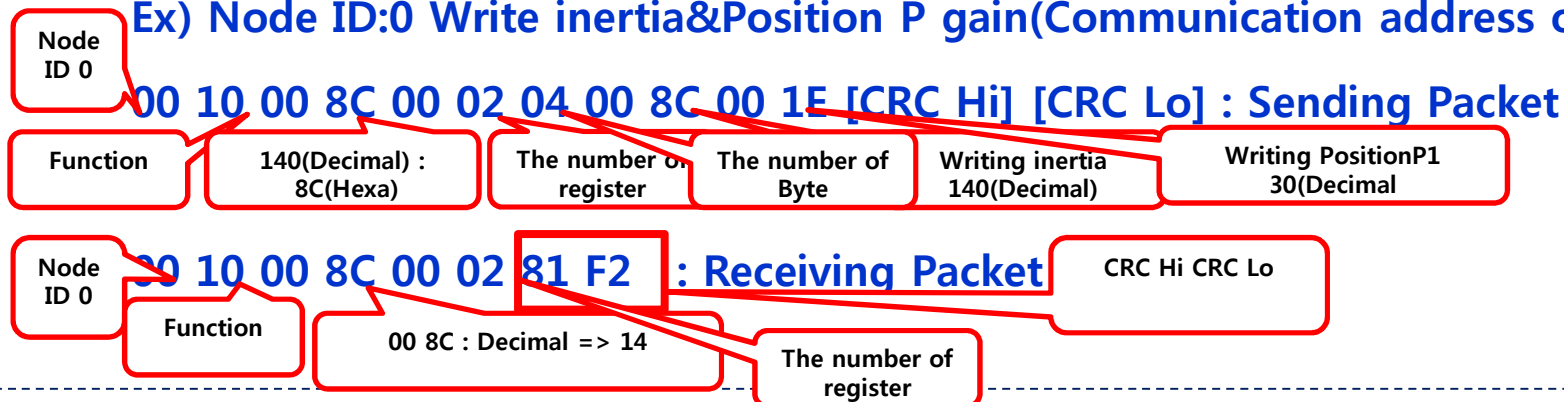 Ex) Node ID:0 Write inertia&Position P gain(Communication address
Node
ID 0
00 10 00 8C 00 02 04 00 8C 00 1E [CRC Hi] [CRC Lo] : Sending Packet
Function
140(Decimal) :
8C(Hexa)
The number of
register
The number of
Byte
Writing inertia
140(Decimal)
Writing PositionP1
30(Decimal
Node
ID 0
00 10 00 8C 00 02 81 F2 : Receiving Packet
CRC Hi CRC Lo
Function
00 8C : Decimal => 14
The number of
register